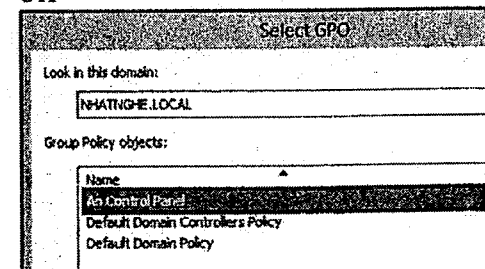 Select GPO
Look in this domain:
NHATNGHE.LOCAL
Group Policy objects:
Name
An Control Panel
Default Domain Controllers Policy
Default Domain Policy